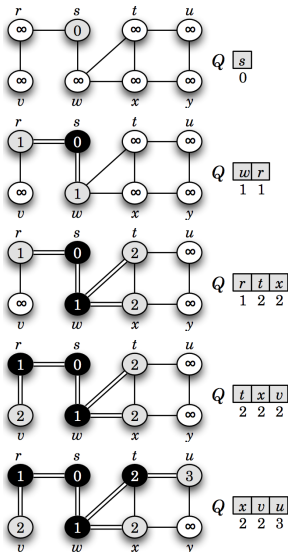 r s t u
∞ 0 ∞ ∞ Q s
0
∞ ∞ ∞ ∞
v w x y
r s t u
1 0 ∞ ∞ Q w r
1 1
∞ 1 ∞ ∞
v w x y
r s t u
1 0 2 ∞ Q r t x
1 2 2
∞ 1 2 ∞
v w x y
r s t u
1 0 2 ∞ Q t x v
2 2 2
2 1 2 ∞
v w x y
r s t u
1 0 2 3 Q x v u
2 2 3
2 1 2 ∞
v w x y